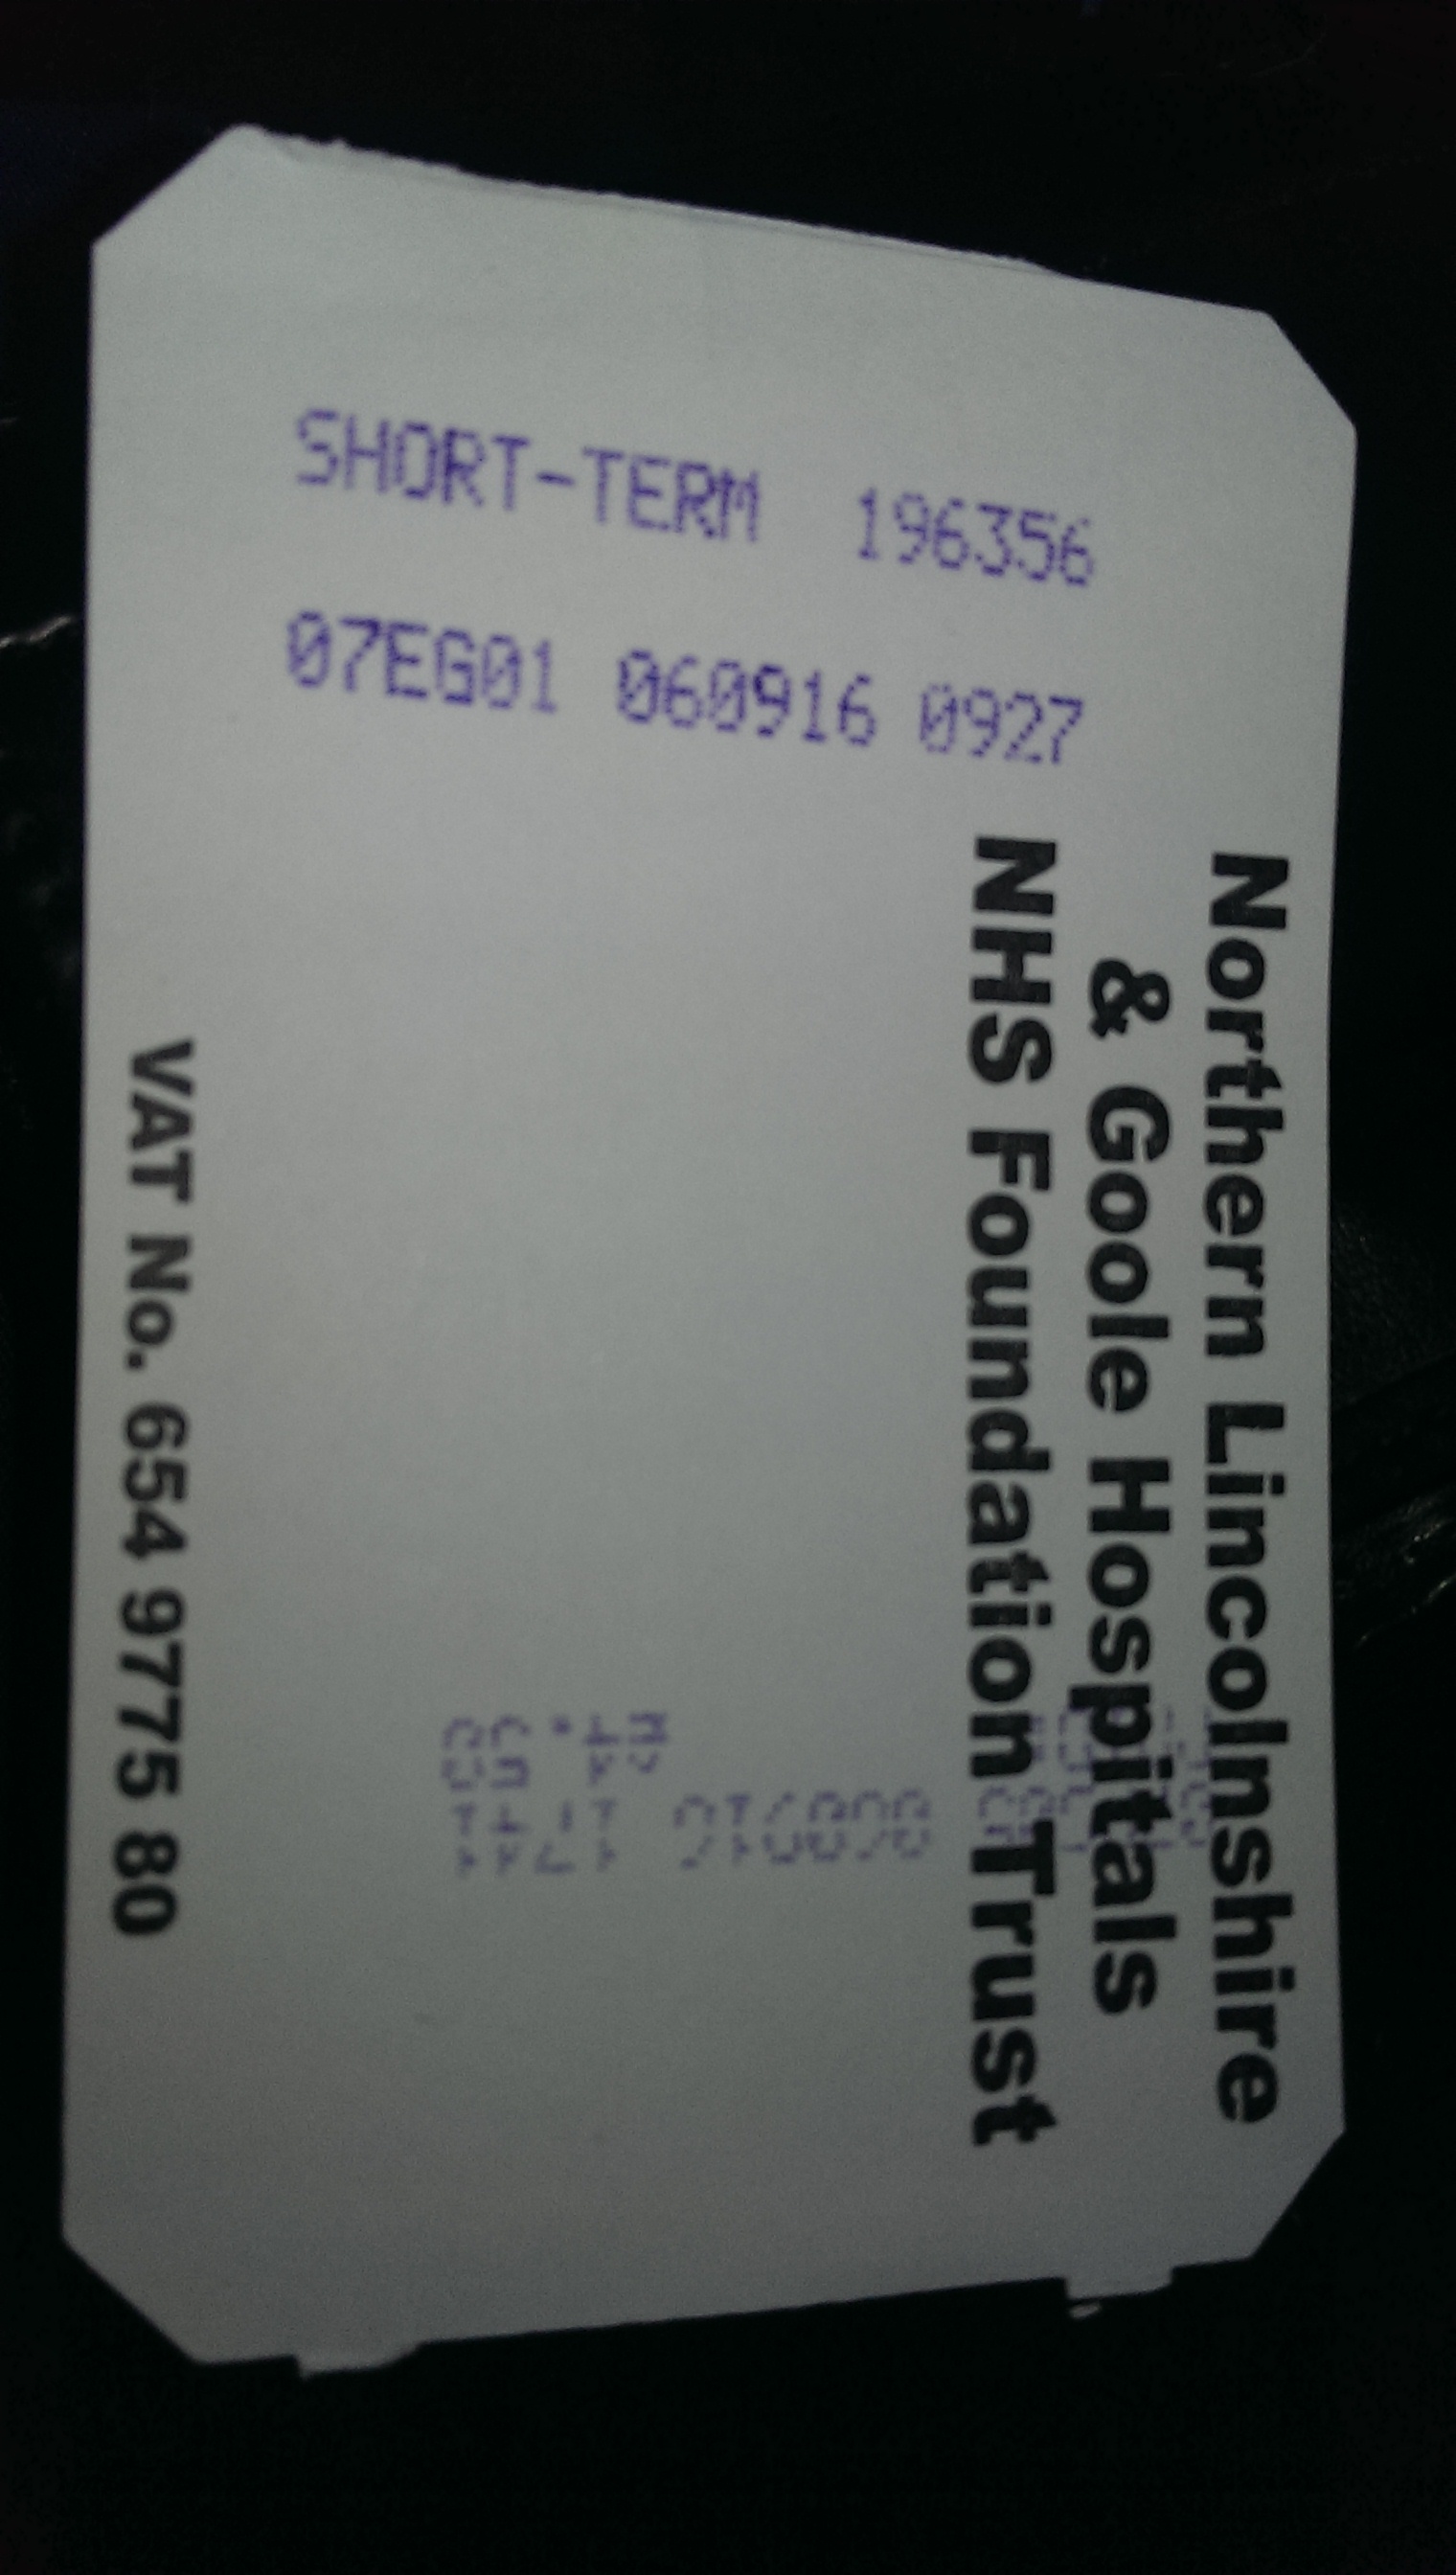 SHORT-TERM 196356
07EG01 060916 0927
Northern Lincolnshire
& Goole Hospitals
NHS Foundation Trust
VAT No. 654 9775 80